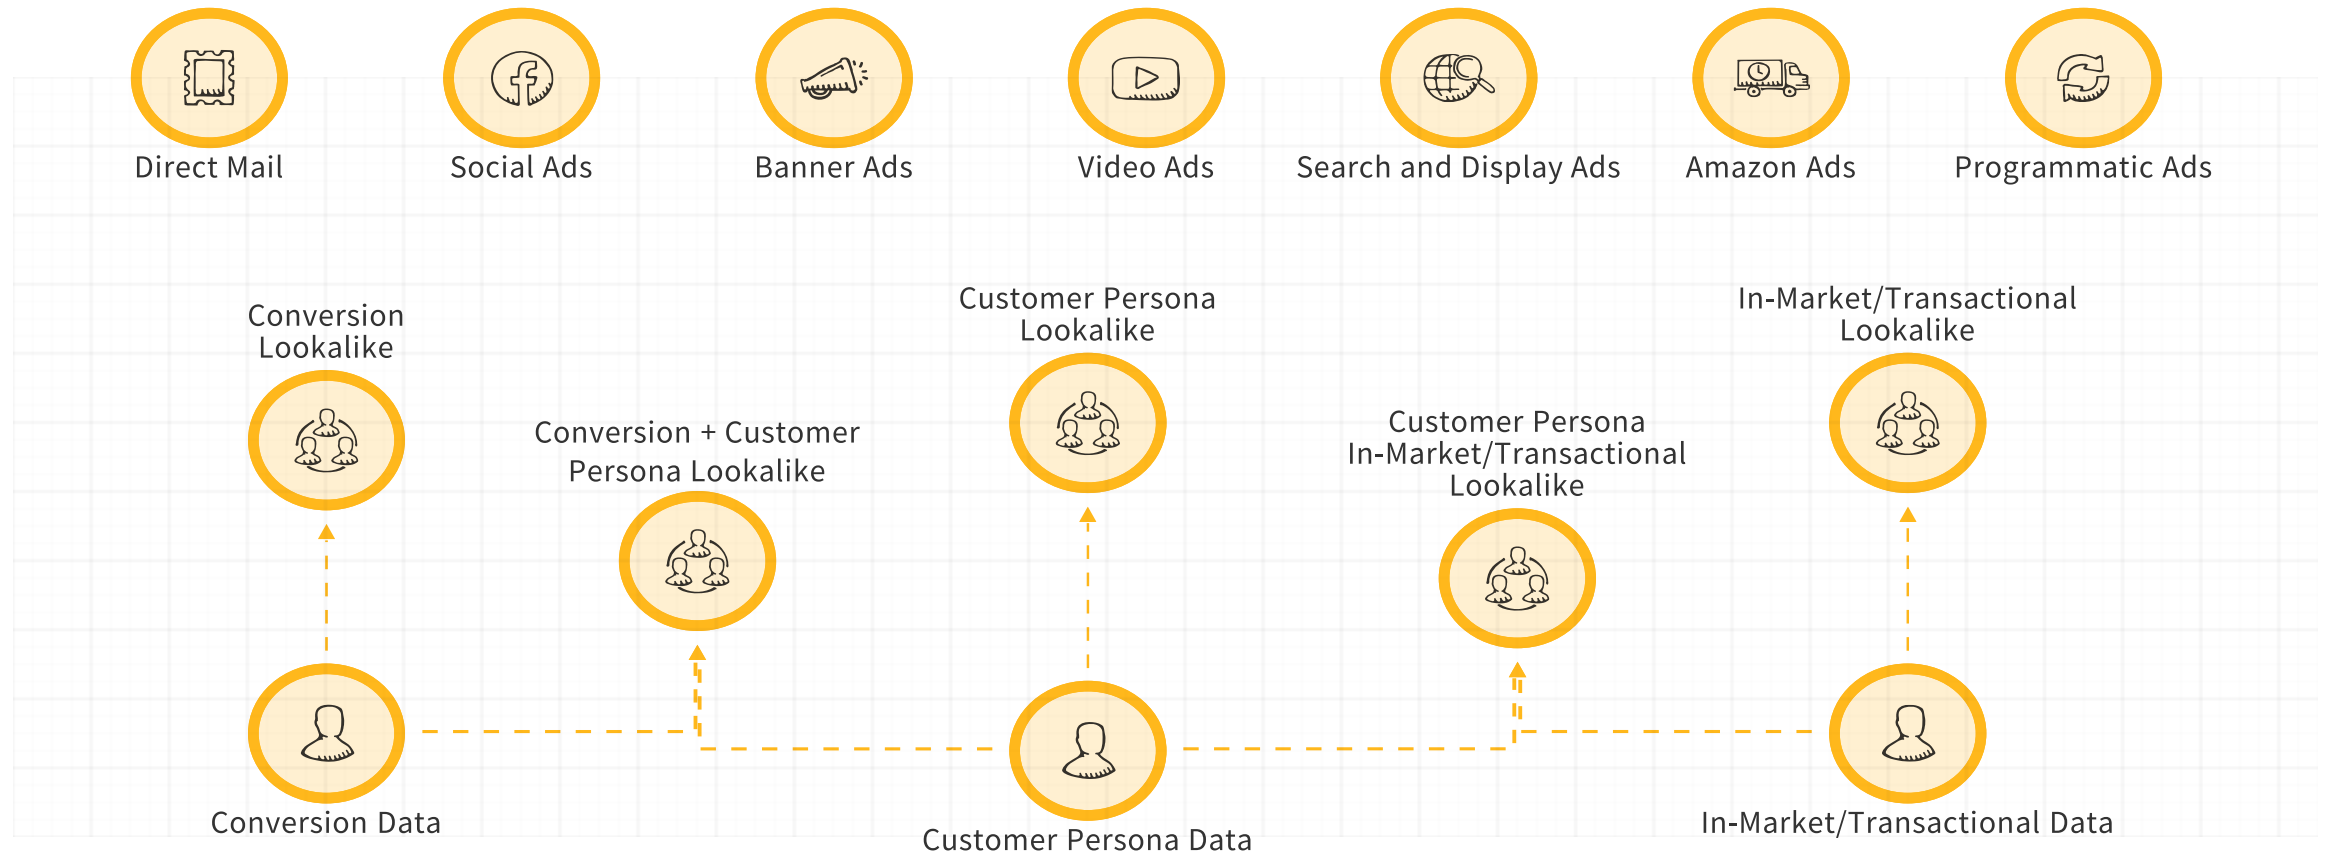 Direct Mail
Social Ads
Banner Ads
Video Ads
Search and Display Ads
Amazon Ads
Programmatic Ads
Conversion
Lookalike
Conversion + Customer
Persona Lookalike
Customer Persona
Lookalike
Customer Persona
In-Market/Transactional
Lookalike
In-Market/Transactional
Lookalike
Conversion Data
Customer Persona Data
In-Market/Transactional Data